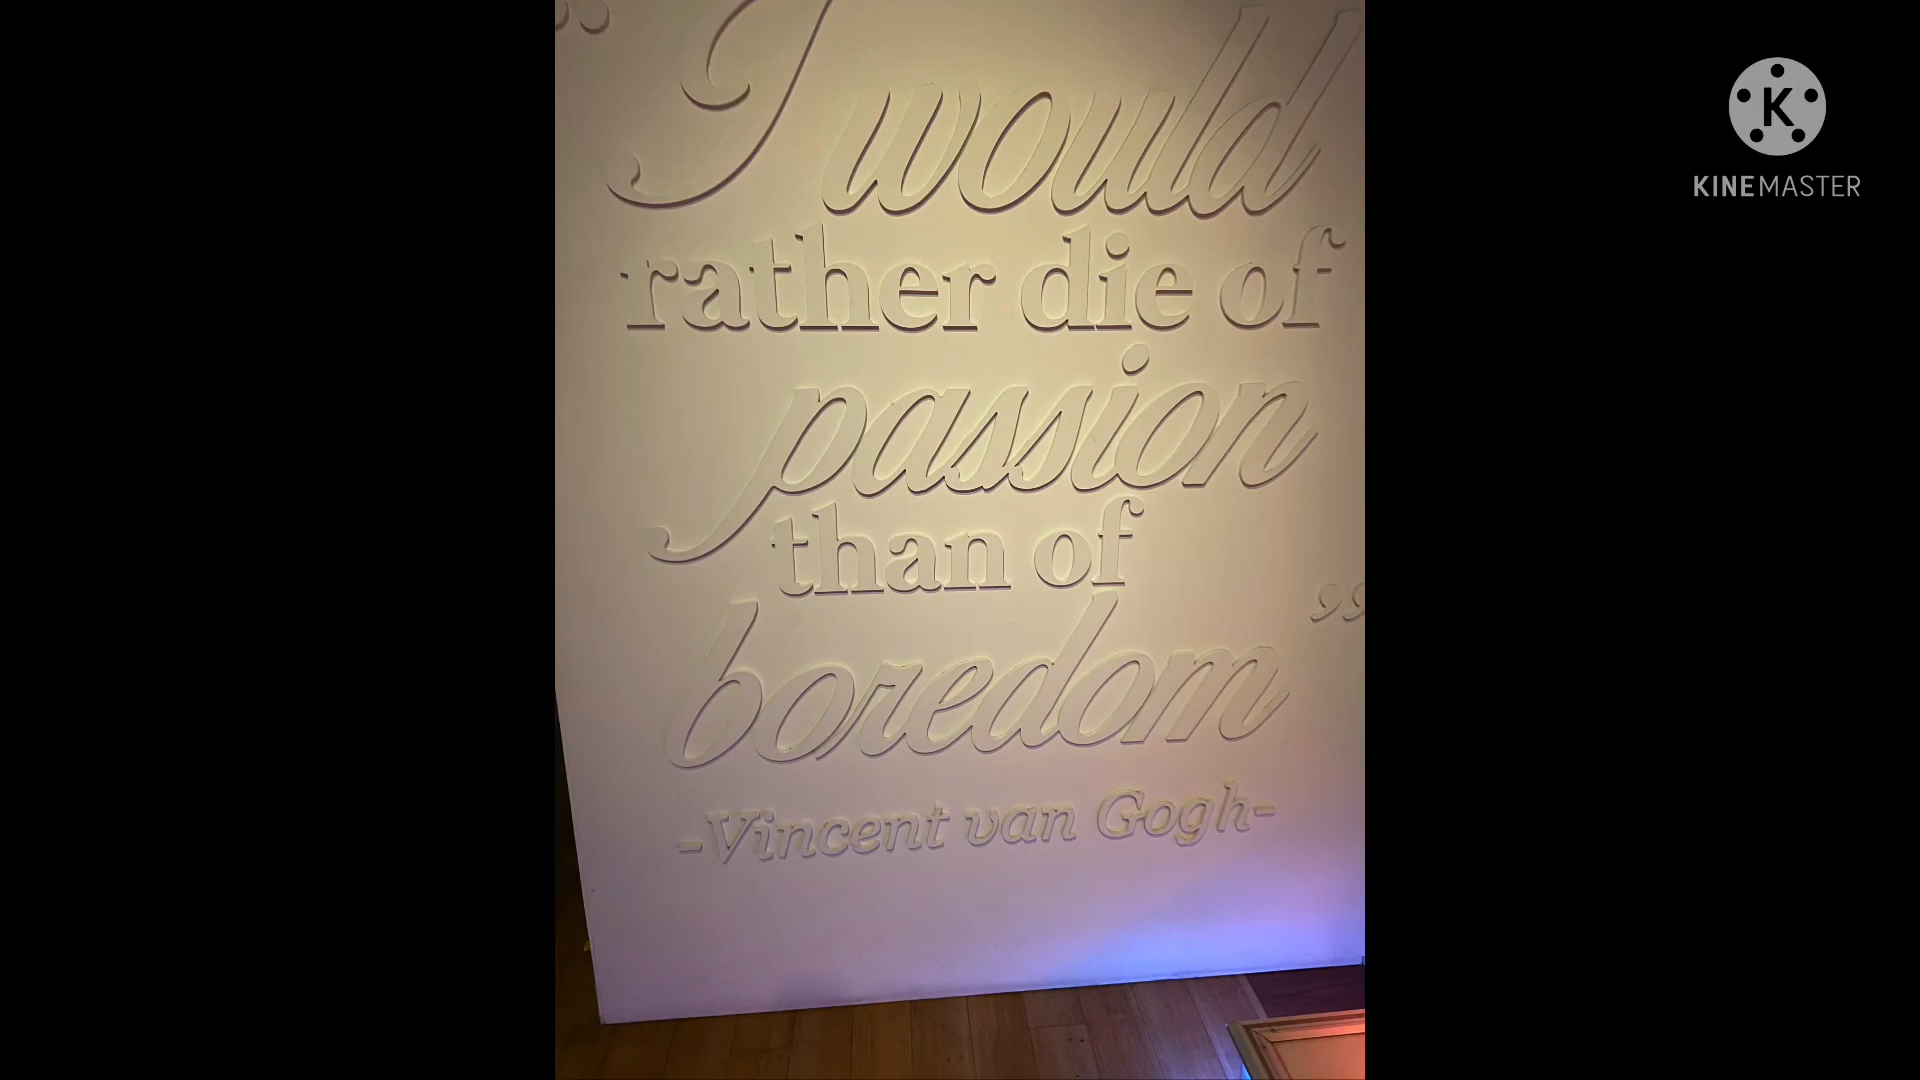 “I would
rather die of
passion
than of
boredom”
-Vincent van Gogh-
K
KINEMASTER